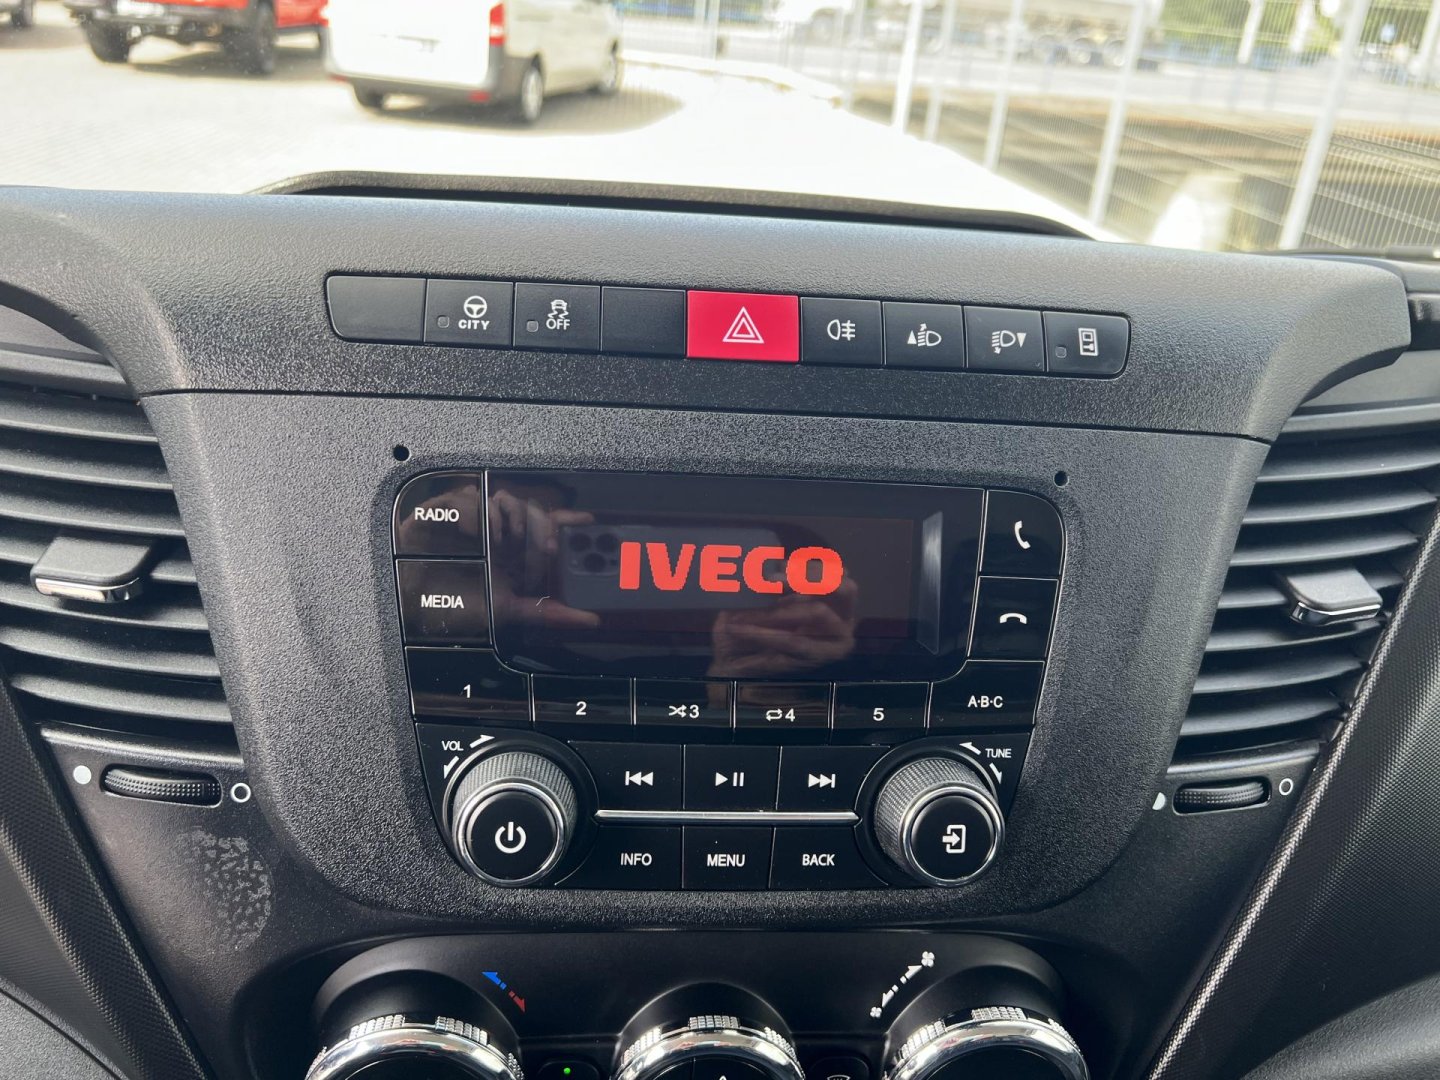 CITY
OFF
RADIO
IVECO
MEDIA
1
2
3
4
5
A·B·C
VOL
TUNE
INFO
MENU
BACK